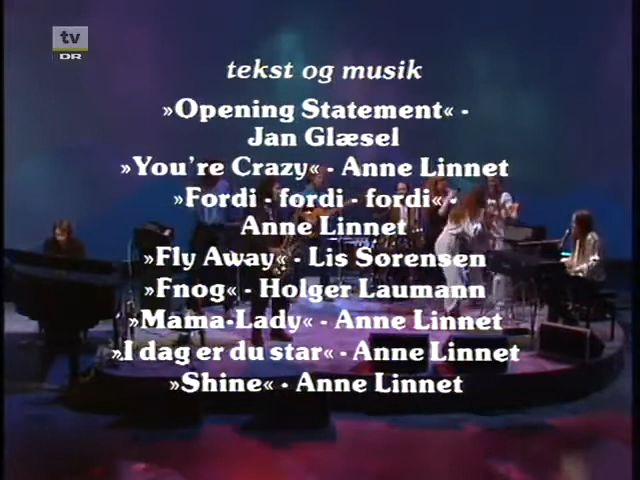 tv
DR
tekst og musik
»Opening Statement« -
Jan Glæsel
»You're Crazy« - Anne Linnet
»Fordi - fordi - fordi« -
Anne Linnet
»Fly Away« - Lis Sørensen
»Fnog« - Holger Laumann
»Mama-Lady« - Anne Linnet
»I dag er du star« - Anne Linnet
»Shine« - Anne Linnet